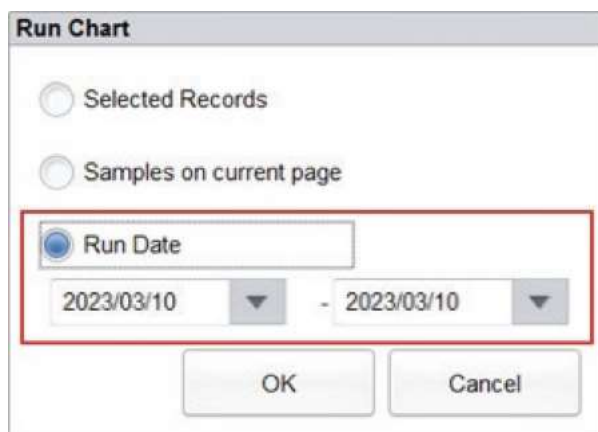 Run Chart
Selected Records
Samples on current page
Run Date
2023/03/10 - 2023/03/10
OK Cancel